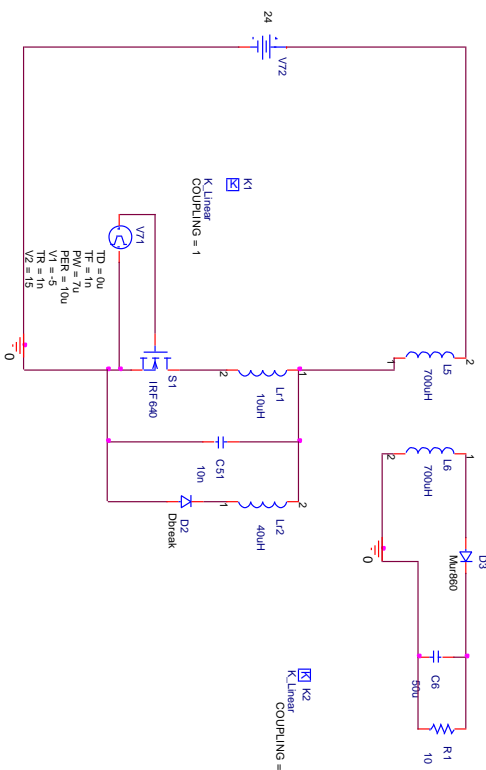 D3
Mur860
R1
10
C6
50u
1
L6
700uH
2
0
2
L5
700uH
1
V72
24
K2
K_Linear
COUPLING =
K1
K_Linear
COUPLING = 1
1
Lr1
10uH
2
2
Lr2
40uH
1
C51
10n
D2
Dbreak
S1
IRF640
V71
TD = 0u
TF = 1n
PW = 7u
PER = 10u
V1 = -5
TR = 1n
V2 = 15
0